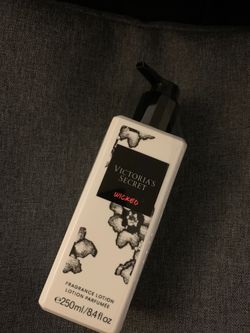 VICTORIA'S
SECRET
WICKED
FRAGRANCE LOTION
LOTION PARFUMÉE
℮250ml/8.4fl oz